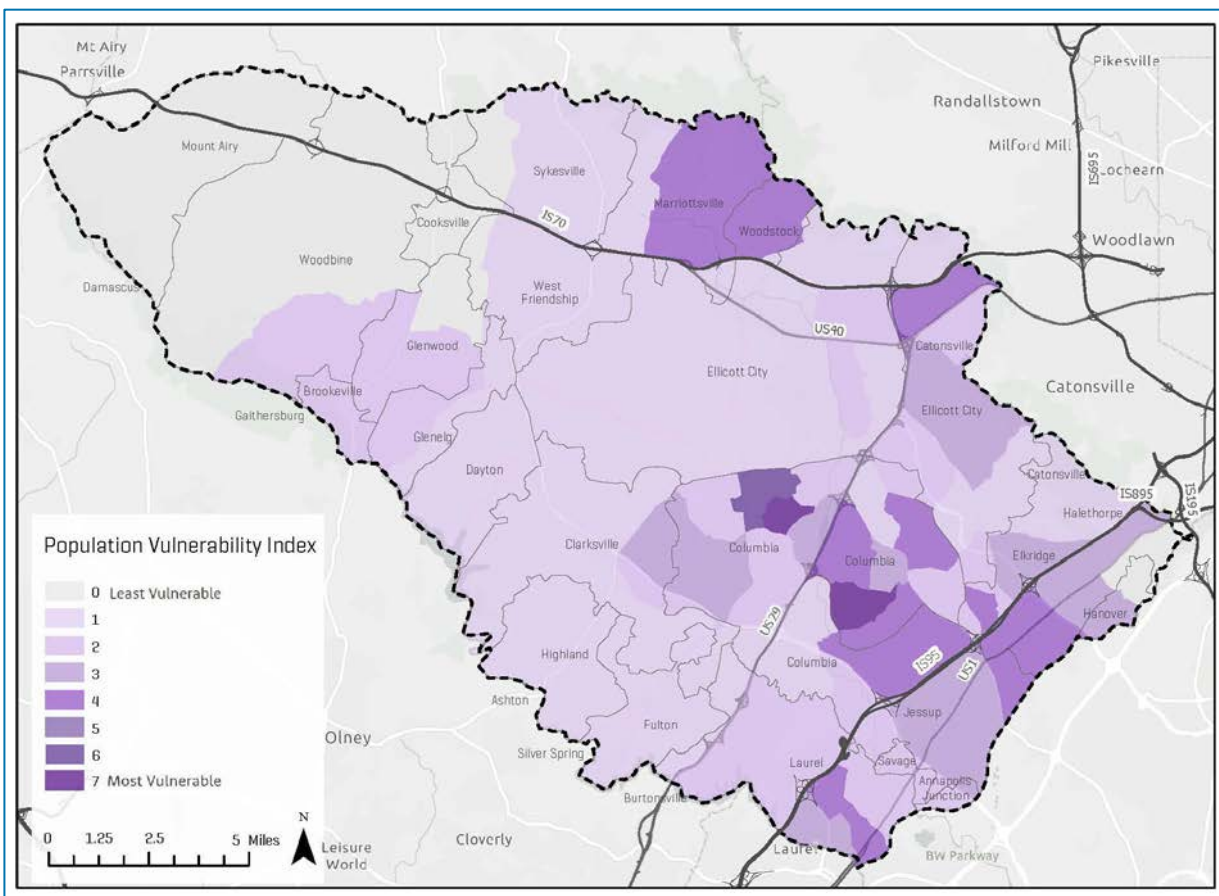 Mt Airy
Parrsville
Pikesville
Randallstown
Milford Mill
Lochearn
IS695
Mount Airy
Sykesville
Marriottsville
Cooksville
IS70
Woodstock
Woodlawn
Woodbine
Damascus
West
Friendship
US40
Glenwood
Catonsville
Ellicott City
Catonsville
Brookeville
Gaithersburg
Ellicott City
Glenelg
Dayton
Catonsville
IS895
IS195
Halethorpe
Clarksville
Columbia
Columbia
Elkridge
Hanover
US29
Highland
Columbia
IS95
US1
Ashton
Jessup
Fulton
Olney
Silver Spring
Laurel
Savage
Annapolis
Junction
Burtonsville
Cloverly
Laurel
BW Parkway
Leisure
World
Population Vulnerability Index
0 Least Vulnerable
1
2
3
4
5
6
7 Most Vulnerable
0 1.25 2.5 5 Miles
N